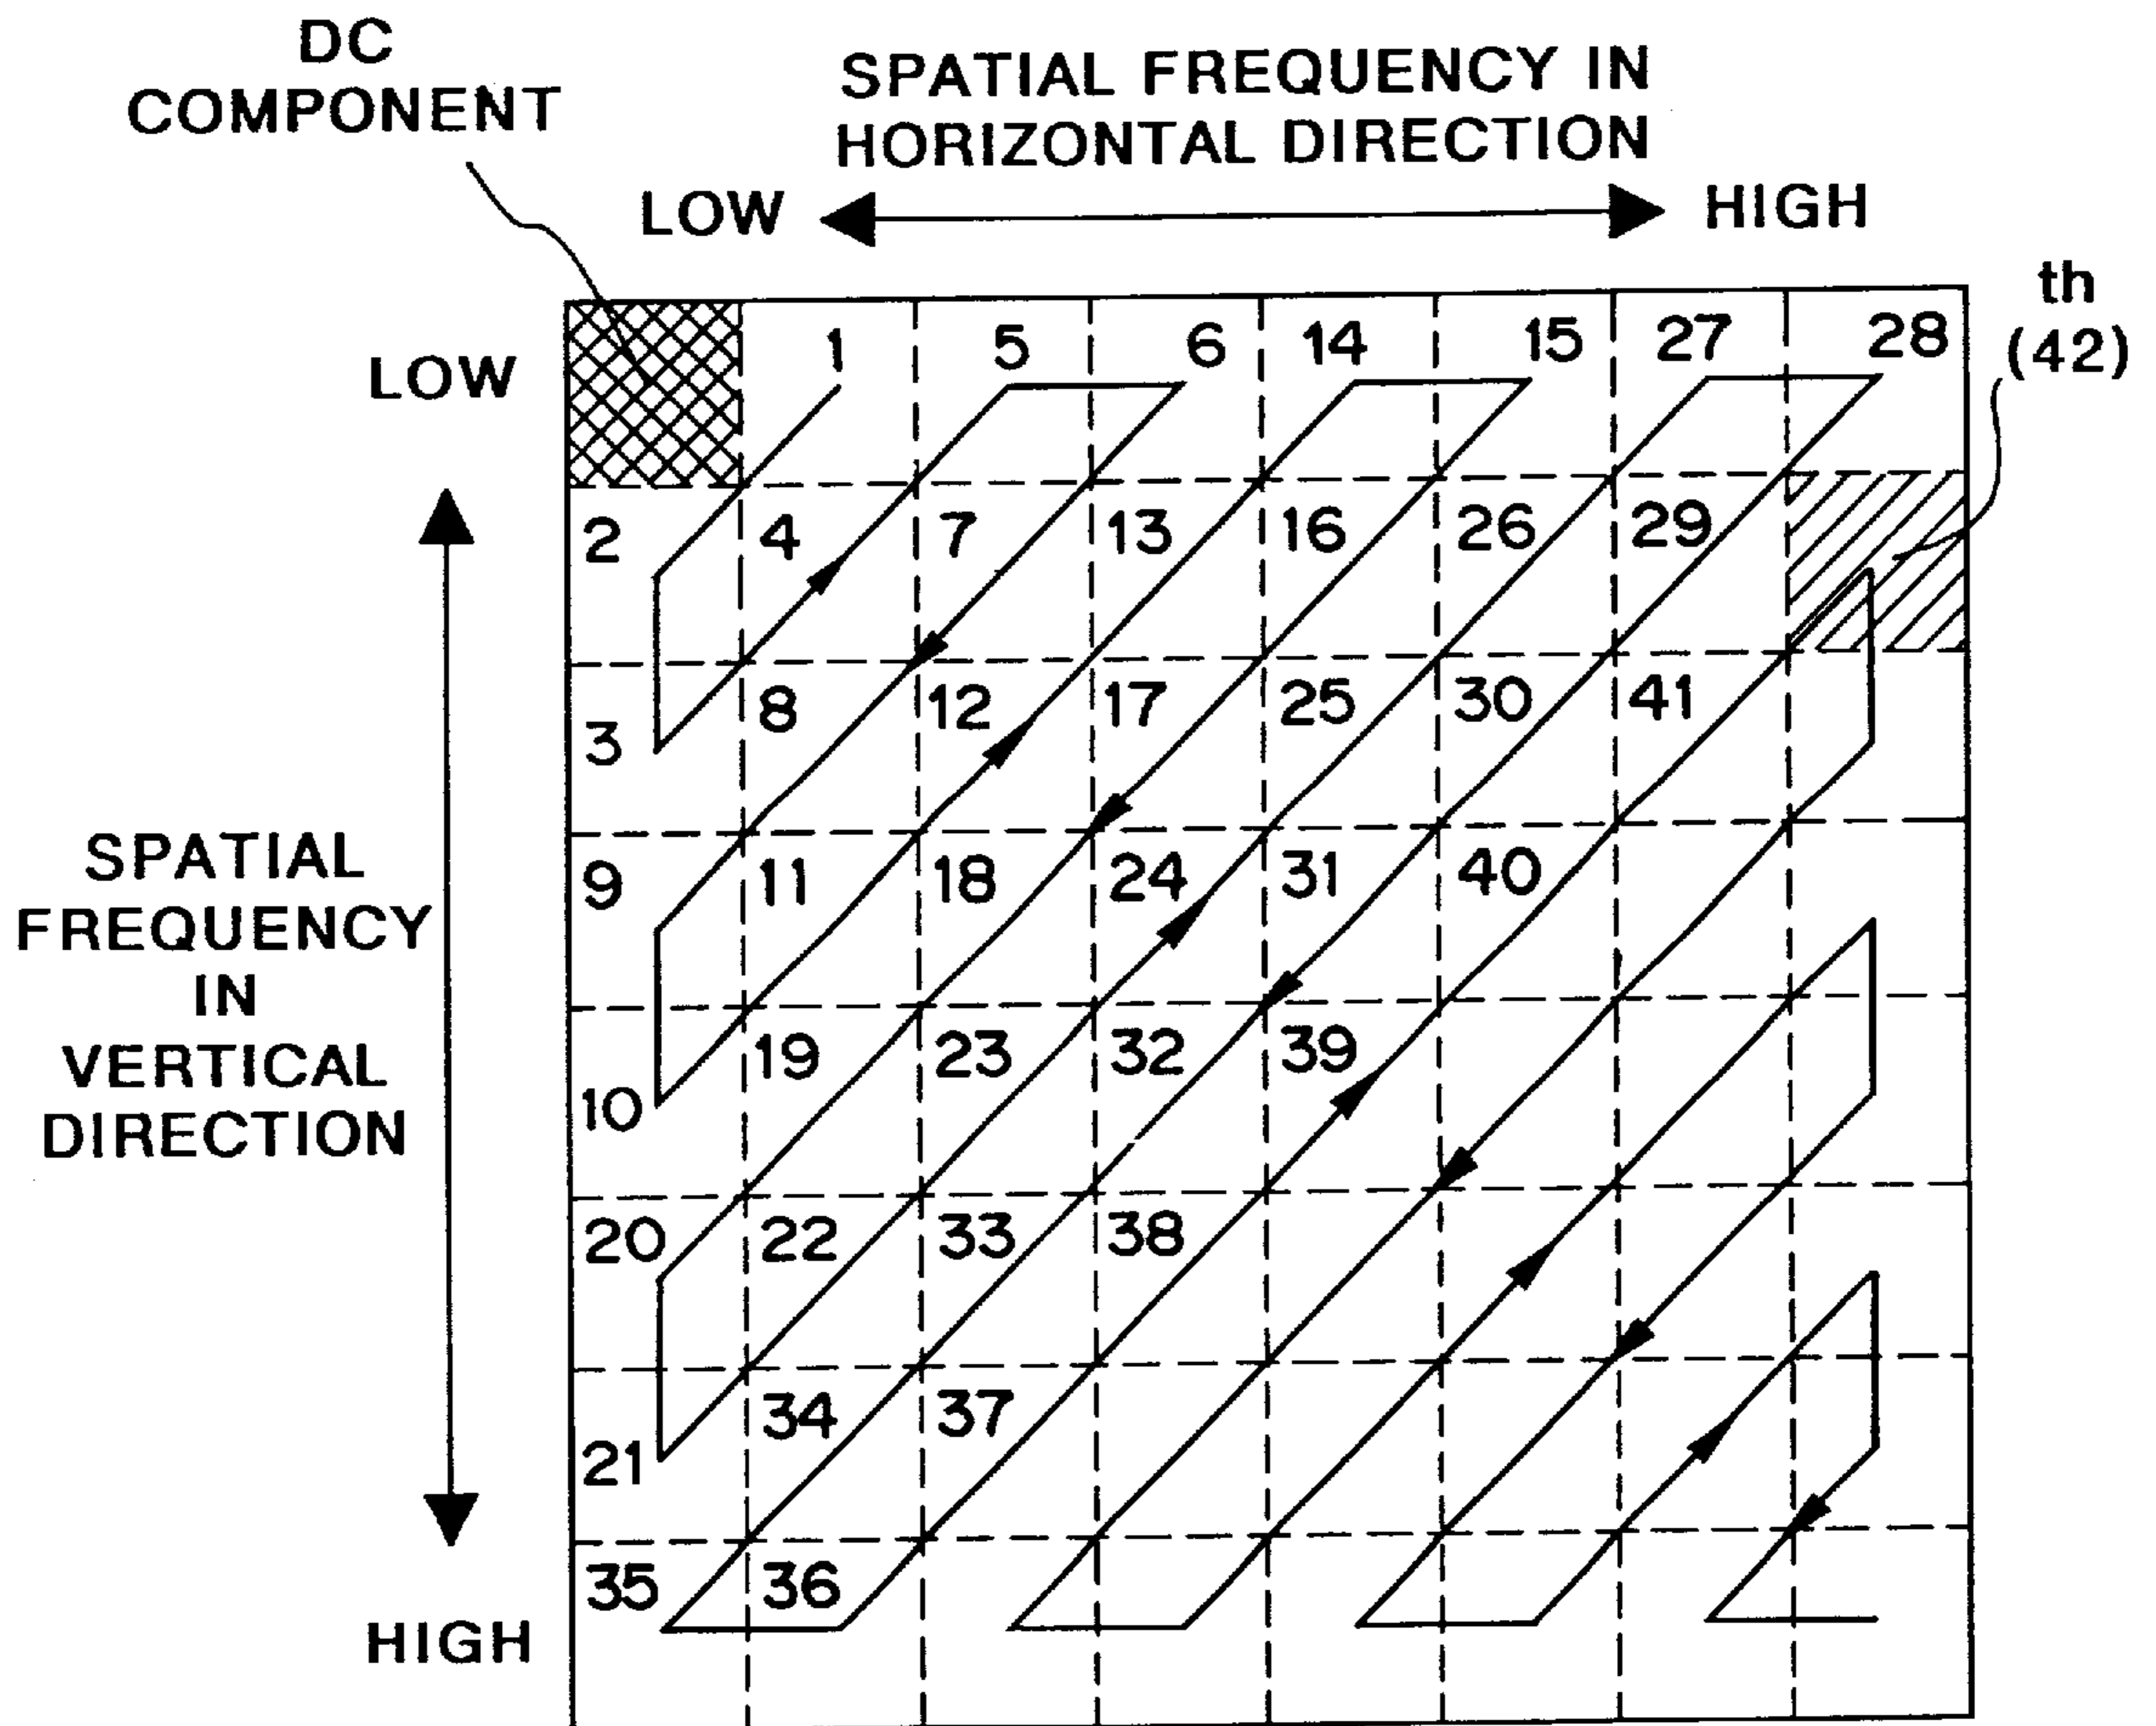 DC
COMPONENT
SPATIAL FREQUENCY IN
HORIZONTAL DIRECTION
LOW
HIGH
th
(42)
LOW
1 5 6 14 15 27 28
2 4 7 13 16 26 29
3 8 12 17 25 30 41
9 11 18 24 31 40
10 19 23 32 39
20 22 33 38
21 34 37
35 36
SPATIAL
FREQUENCY
IN
VERTICAL
DIRECTION
HIGH